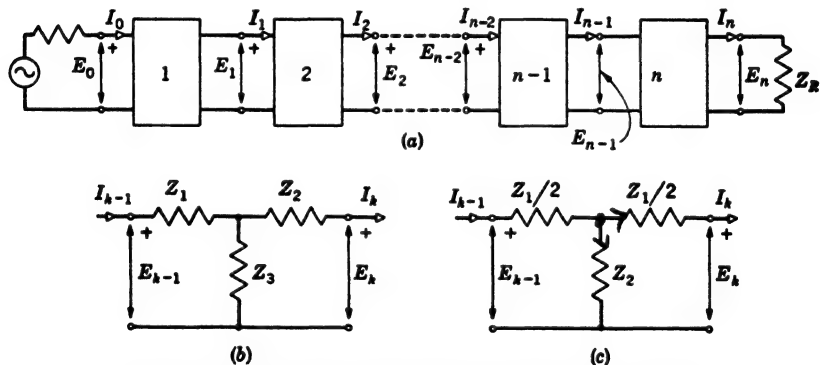 I₀ I₁ I₂ Iₙ₋₂ Iₙ₋₁ Iₙ
+ + + +
E₀ 1 E₁ 2 E₂ Eₙ₋₂ n−1 n Eₙ Z_R
Eₙ₋₁
(a)
Iₖ₋₁ Z₁ Z₂ Iₖ
+ +
Eₖ₋₁ Z₃ Eₖ
(b)
Iₖ₋₁ Z₁/2 Z₁/2 Iₖ
+ +
Eₖ₋₁ Z₂ Eₖ
(c)